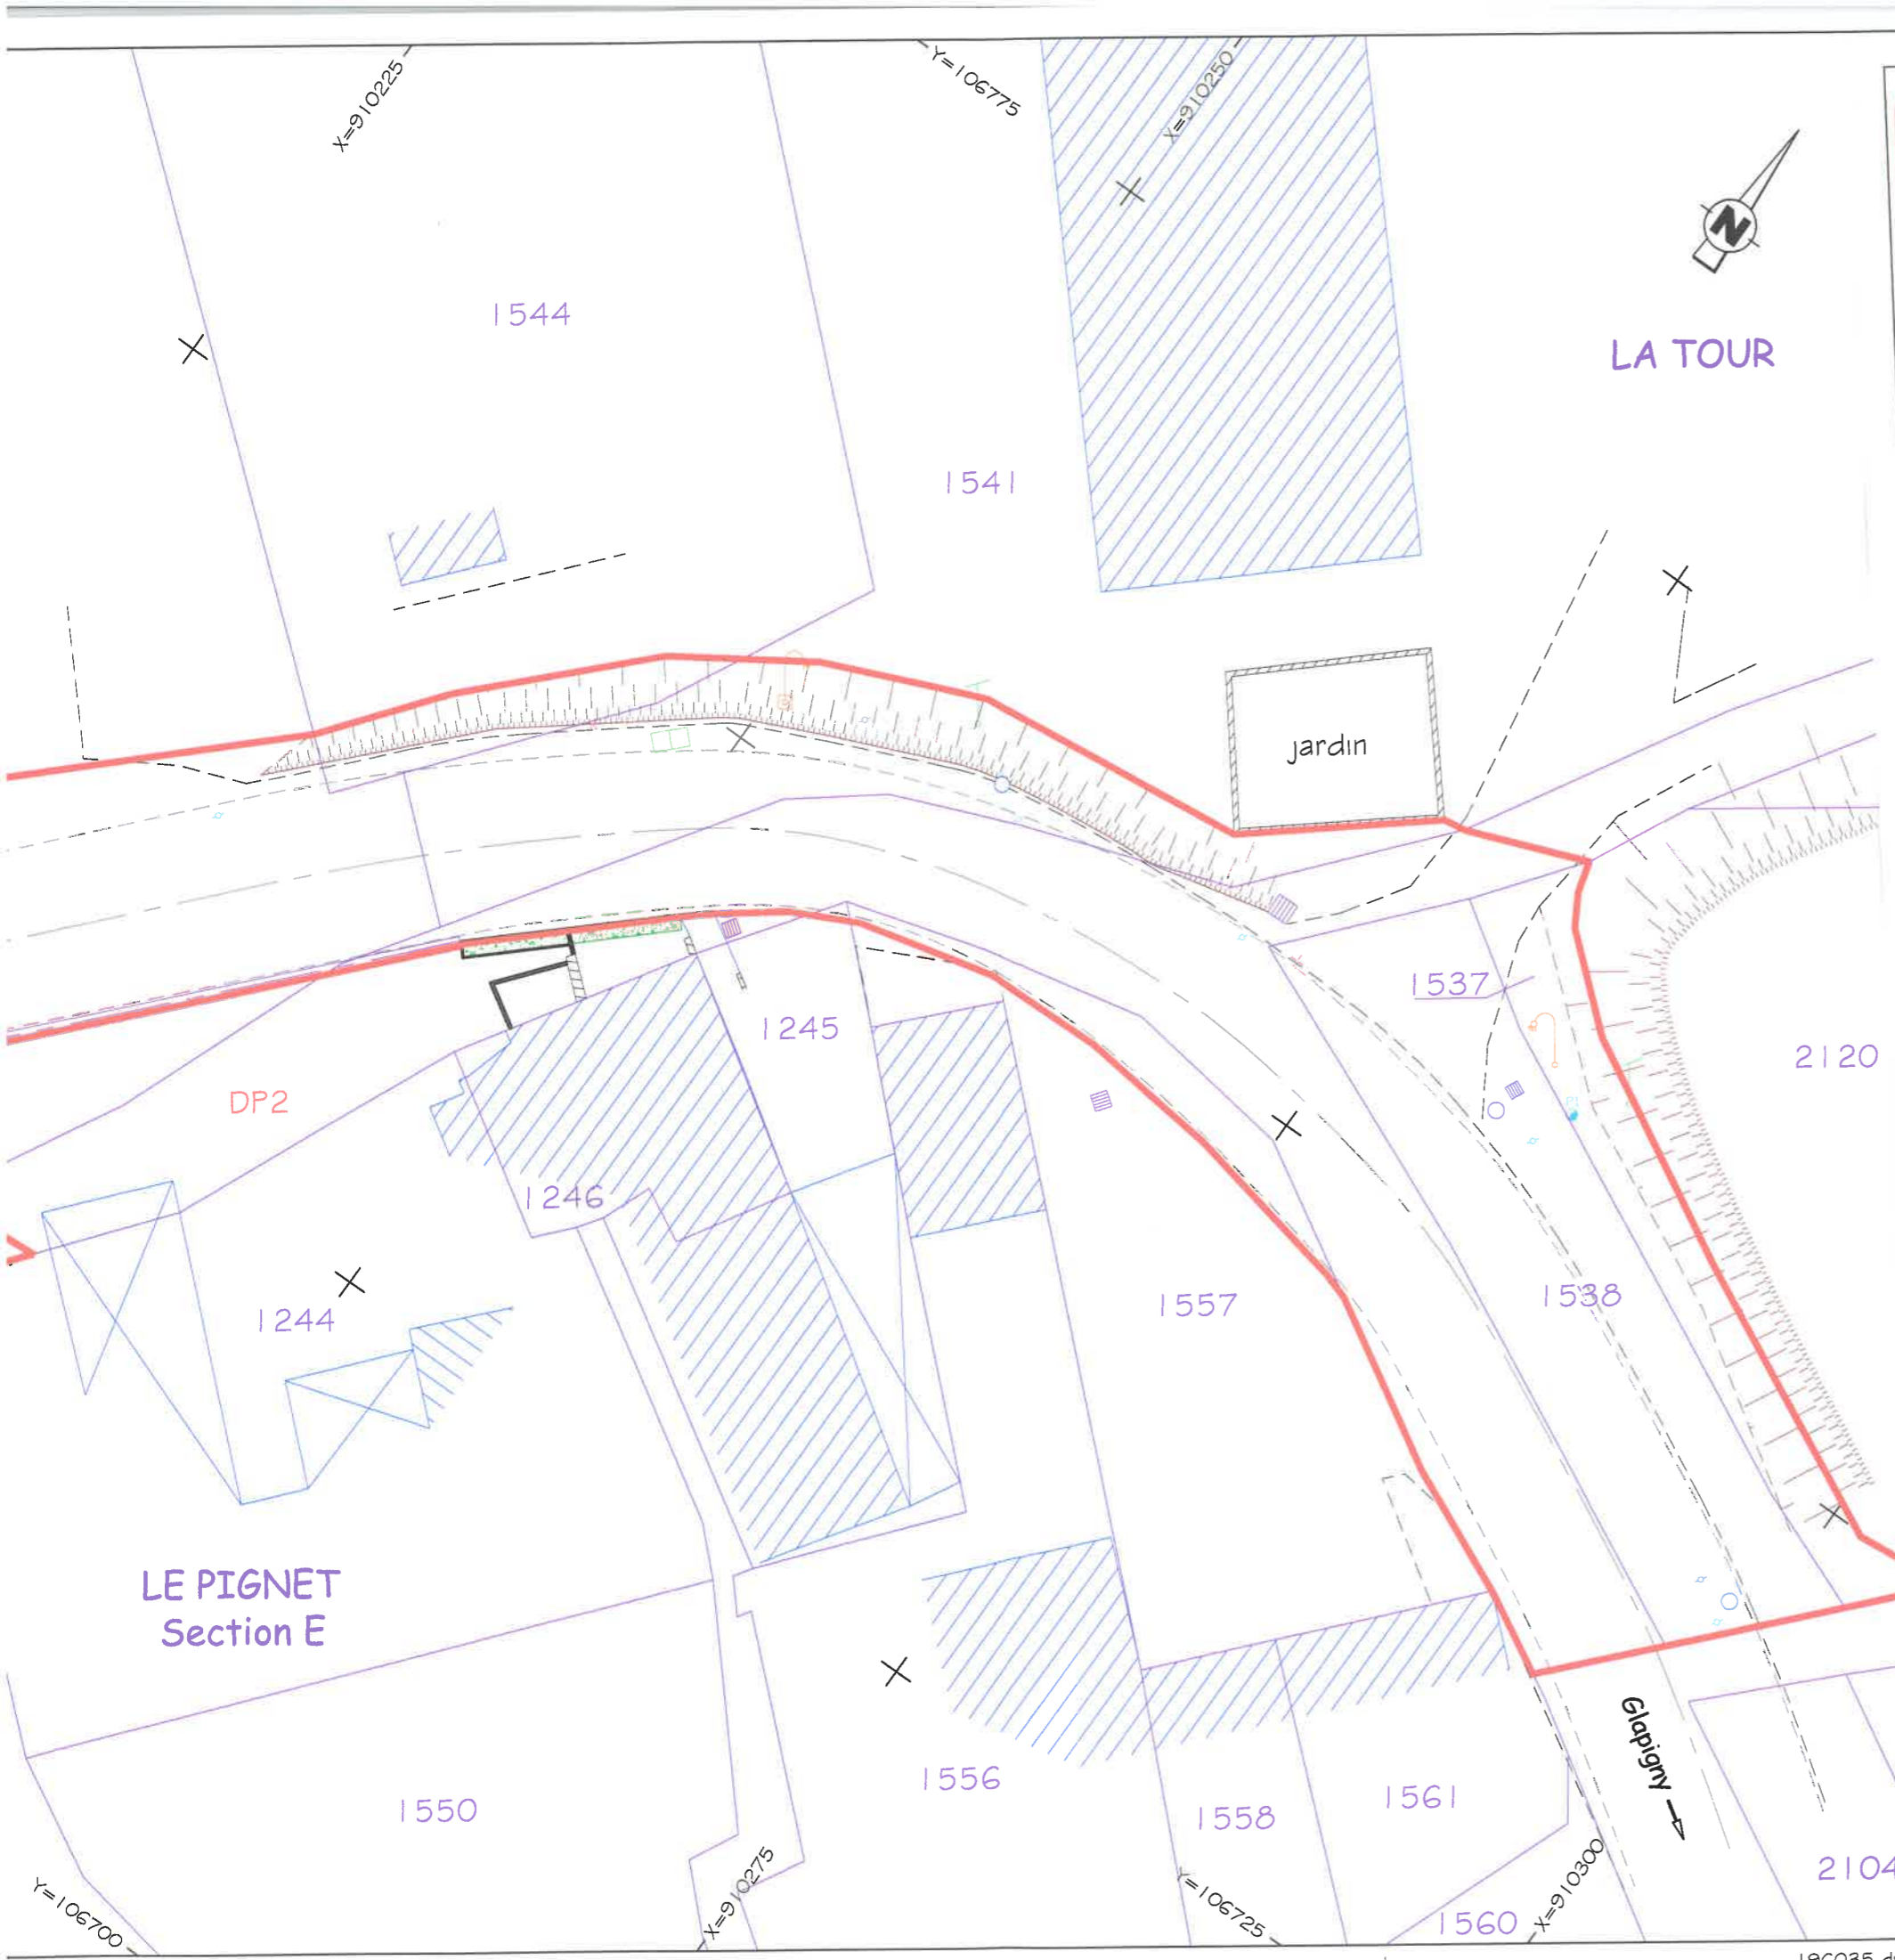 X=910225
Y=106775
X=910250
N
1544
LA TOUR
1541
jardin
1537
1245
2120
DP2
1246
1538
1557
1244
LE PIGNET
Section E
Glapigny
1556
1550
1561
1558
2104
X=910275
Y=106725
X=910300
Y=106700
1560